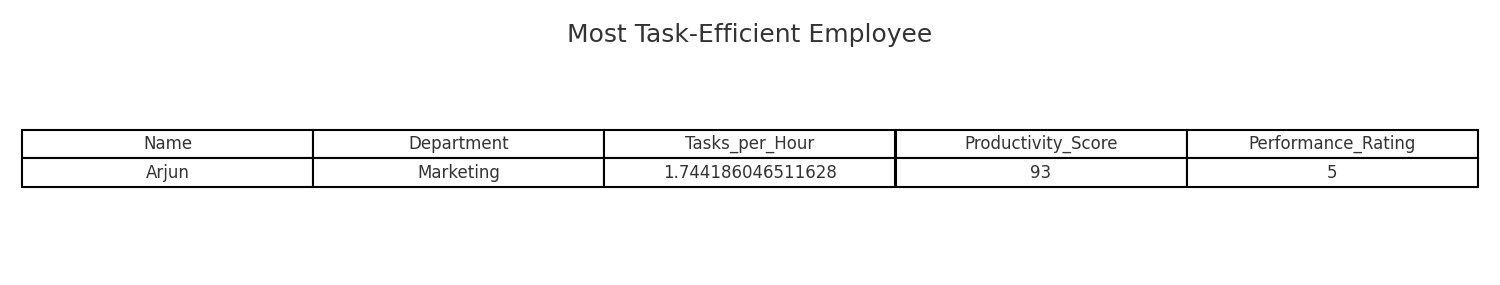 Most Task-Efficient Employee
Name Department Tasks_per_Hour Productivity_Score Performance_Rating
Arjun Marketing 1.744186046511628 93 5